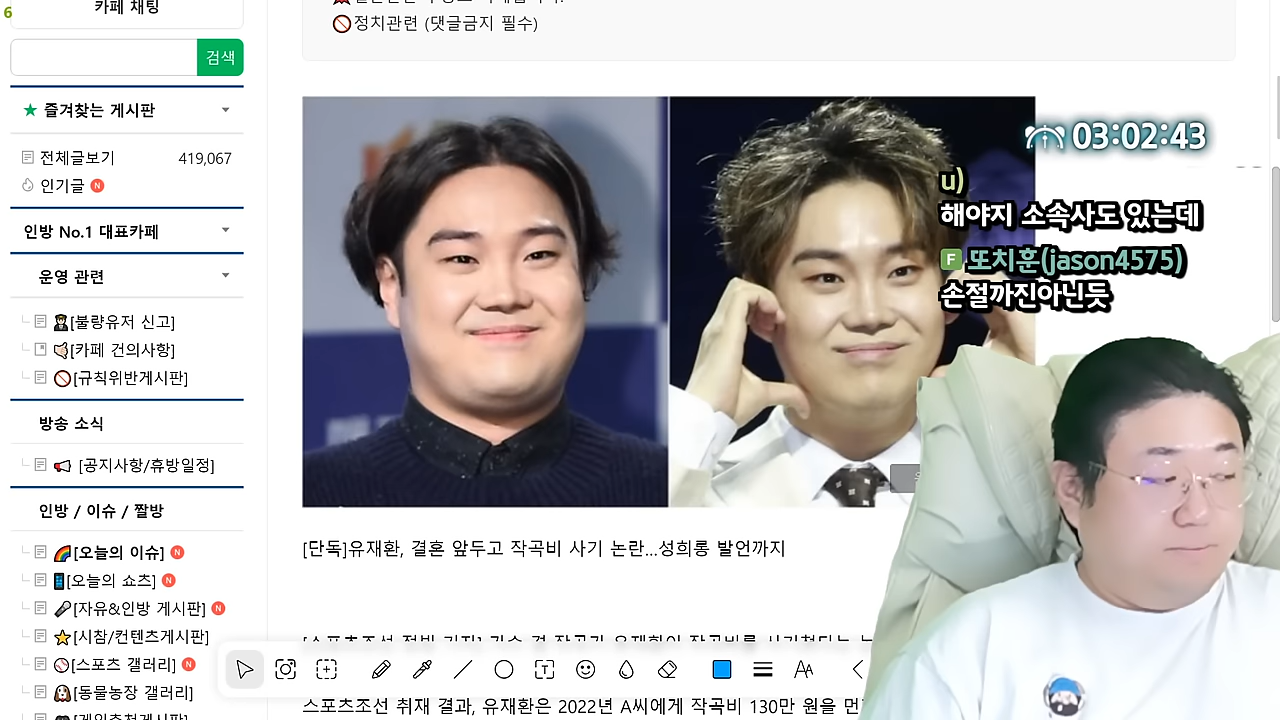 6
카페 채팅
검색
★ 즐겨찾는 게시판
전체글보기 419,067
인기글 N
인방 No.1 대표카페
운영 관련
[불량유저 신고]
[카페 건의사항]
[규칙위반게시판]
방송 소식
[공지사항/휴방일정]
인방 / 이슈 / 짤방
[오늘의 이슈] N
[오늘의 쇼츠] N
[자유&인방 게시판] N
[시참/컨텐츠게시판]
[스포츠 갤러리] N
[동물농장 갤러리]
정치관련 (댓글금지 필수)
03:02:43
u)
해야지 소속사도 있는데
F 또치훈(jason4575)
손절까진아닌듯
[단독]유재환, 결혼 앞두고 작곡비 사기 논란...성희롱 발언까지
T
AA
스포츠조선 취재 결과, 유재환은 2022년 A씨에게 작곡비 130만 원을 먼